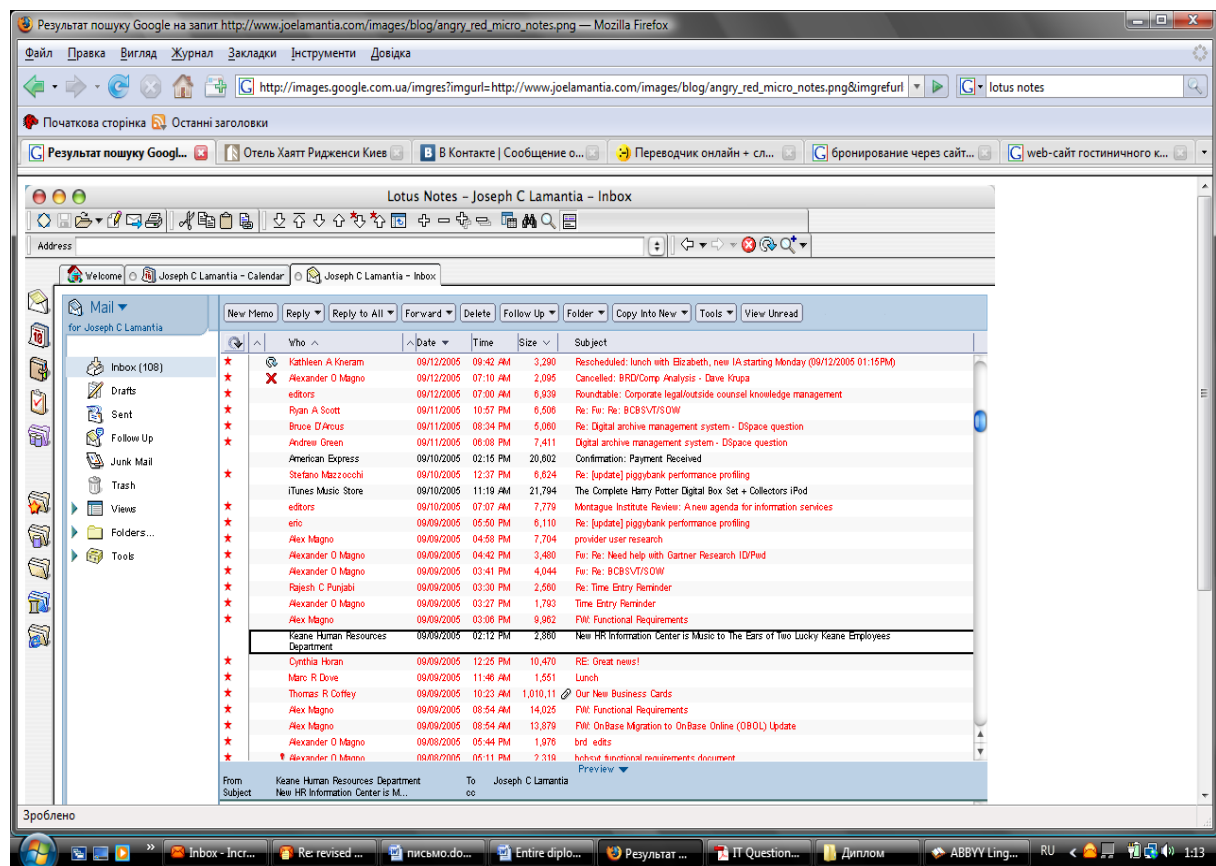 Результат пошуку Google на запит http://www.joelamantia.com/images/blog/angry_red_micro_notes.png — Mozilla Firefox
Файл Правка Вигляд Журнал Закладки Інструменти Довідка
http://images.google.com.ua/imgres?imgurl=http://www.joelamantia.com/images/blog/angry_red_micro_notes.png&imgrefurl lotus notes
Початкова сторінка Останні заголовки
Результат пошуку Googl... Отель Хаятт Ридженси Киев В Контакте | Сообщение о... Переводчик онлайн + сл... бронирование через сайт... web-сайт гостиничного к...
Lotus Notes – Joseph C Lamantia – Inbox
Address
Welcome Joseph C Lamantia – Calendar Joseph C Lamantia – Inbox
Mail
for Joseph C Lamantia
Inbox (108)
Drafts
Sent
Follow Up
Junk Mail
Trash
Views
Folders...
Tools
New Memo Reply Reply to All Forward Delete Follow Up Folder Copy Into New Tools View Unread
Who Date Time Size Subject
Kathleen A Kneram 09/12/2005 09:42 AM 3,290 Rescheduled: lunch with Elizabeth, new IA starting Monday (09/12/2005 01:15PM)
Alexander O Magno 09/12/2005 07:10 AM 2,095 Cancelled: BRD/Comp Analysis - Dave Krupa
editors 09/12/2005 07:00 AM 6,939 Roundtable: Corporate legal/outside counsel knowledge management
Ryan A Scott 09/11/2005 10:57 PM 6,506 Re: Fw: Re: BCBSVT/SOW
Bruce D'Arcus 09/11/2005 08:34 PM 5,060 Re: Digital archive management system - DSpace question
Andrew Green 09/11/2005 06:08 PM 7,411 Digital archive management system - DSpace question
American Express 09/10/2005 02:15 PM 20,602 Confirmation: Payment Received
Stefano Mazzocchi 09/10/2005 12:37 PM 6,624 Re: [update] piggybank performance profiling
iTunes Music Store 09/10/2005 11:19 AM 21,794 The Complete Harry Potter Digital Box Set + Collectors iPod
editors 09/10/2005 07:07 AM 7,779 Montague Institute Review: A new agenda for information services
eric 09/09/2005 05:50 PM 6,110 Re: [update] piggybank performance profiling
Alex Magno 09/09/2005 04:58 PM 7,704 provider user research
Alexander O Magno 09/09/2005 04:42 PM 3,480 Fw: Re: Need help with Gartner Research ID/Pwd
Alexander O Magno 09/09/2005 03:41 PM 4,044 Fw: Re: BCBSVT/SOW
Rajesh C Punjabi 09/09/2005 03:30 PM 2,560 Re: Time Entry Reminder
Alexander O Magno 09/09/2005 03:27 PM 1,793 Time Entry Reminder
Alex Magno 09/09/2005 03:06 PM 9,962 FW: Functional Requirements
Keane Human Resources 09/09/2005 02:12 PM 2,860 New HR Information Center is Music to The Ears of Two Lucky Keane Employees
Department
Cynthia Horan 09/09/2005 12:25 PM 10,470 RE: Great news!
Marc R Dove 09/09/2005 11:46 AM 1,551 Lunch
Thomas R Coffey 09/09/2005 10:23 AM 1,010,11 Our New Business Cards
Alex Magno 09/09/2005 08:54 AM 14,025 FW: Functional Requirements
Alex Magno 09/09/2005 08:54 AM 13,879 FW: OnBase Migration to OnBase Online (OBOL) Update
Alexander O Magno 09/08/2005 05:44 PM 1,976 brd edits
Alexander O Magno 09/08/2005 05:11 PM 2,319 bcbsvt functional requirements document
Preview
From Keane Human Resources Department To Joseph C Lamantia
Subject New HR Information Center is M... cc
Зроблено
Inbox - Incr... Re: revised ... письмо.do... Entire diplo... Результат ... IT Question... Диплом ABBYY Ling... RU 1:13